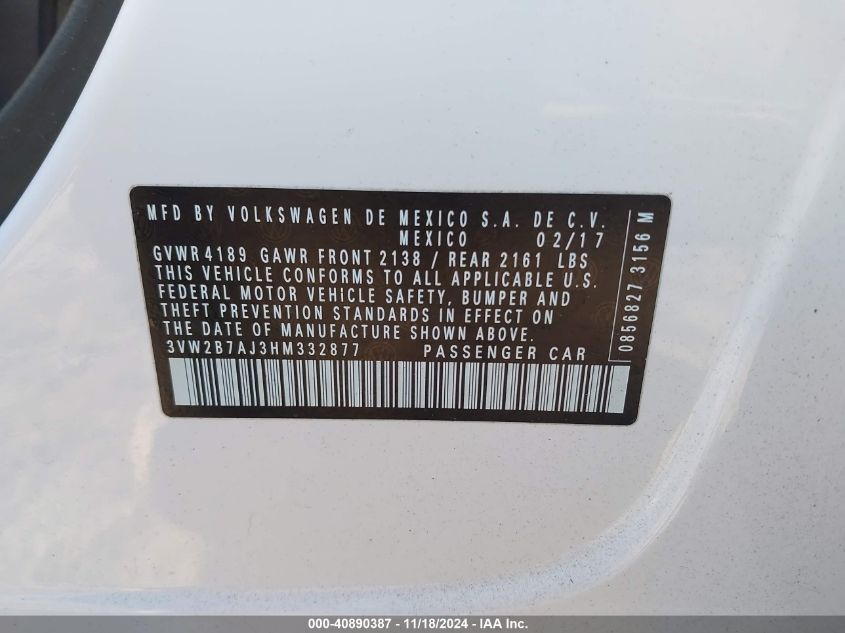 MFD BY VOLKSWAGEN DE MEXICO S.A. DE C.V.
MEXICO 02/17
GVWR 4189 GAWR FRONT 2138 / REAR 2161 LBS
THIS VEHICLE CONFORMS TO ALL APPLICABLE U.S.
FEDERAL MOTOR VEHICLE SAFETY, BUMPER AND
THEFT PREVENTION STANDARDS IN EFFECT ON
THE DATE OF MANUFACTURE SHOWN ABOVE.
3VW2B7AJ3HM332877 PASSENGER CAR
0856827 3156 M
000-40890387 - 11/18/2024 - IAA Inc.